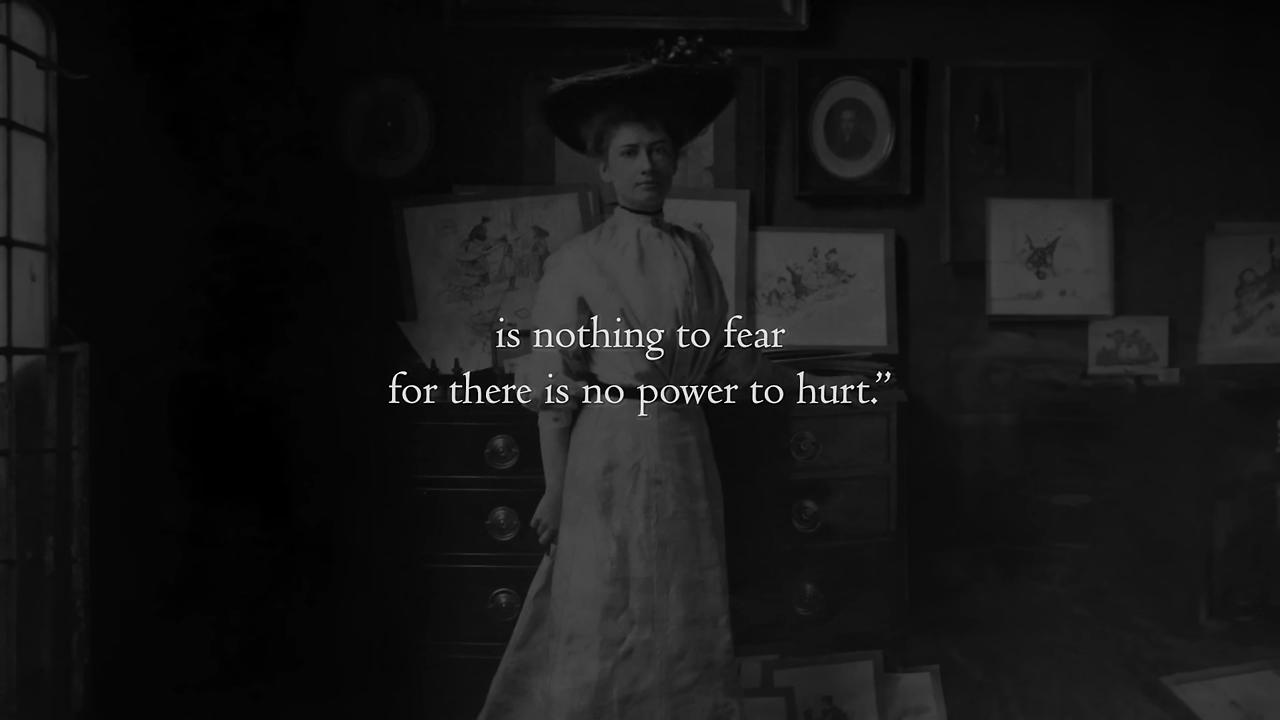 is nothing to fear
for there is no power to hurt.”